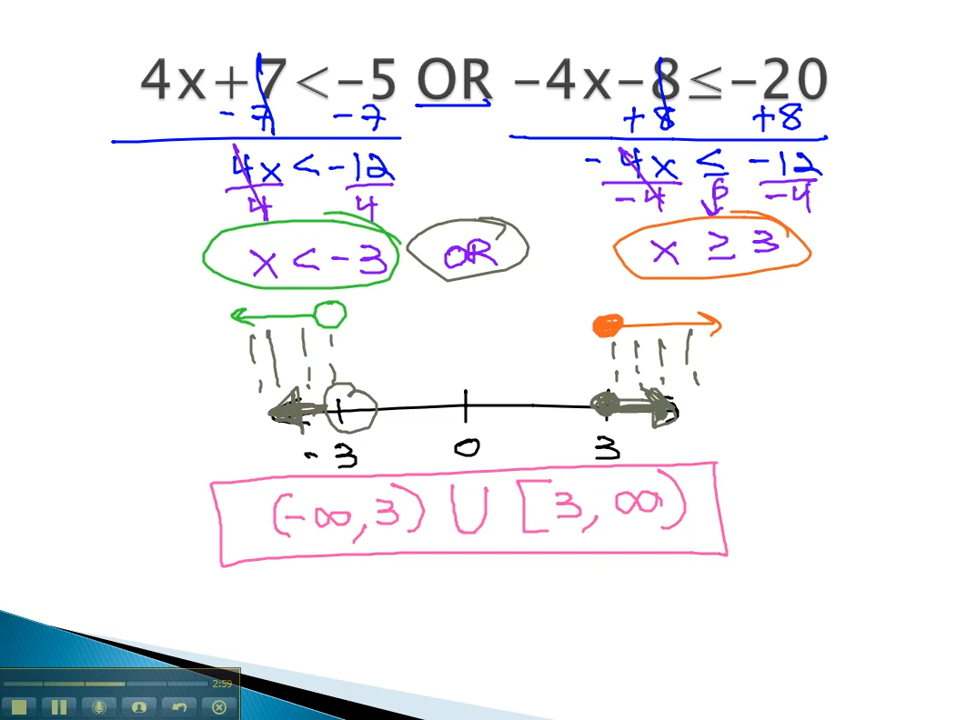 4x+7<-5 OR -4x-8≤-20
-7 -7 +8 +8
4x < -12 -4x ≤ -12
4 4 -4 -4
x < -3 OR x ≥ 3
-3 0 3
(-∞,3) ∪ [3,∞)
2:59